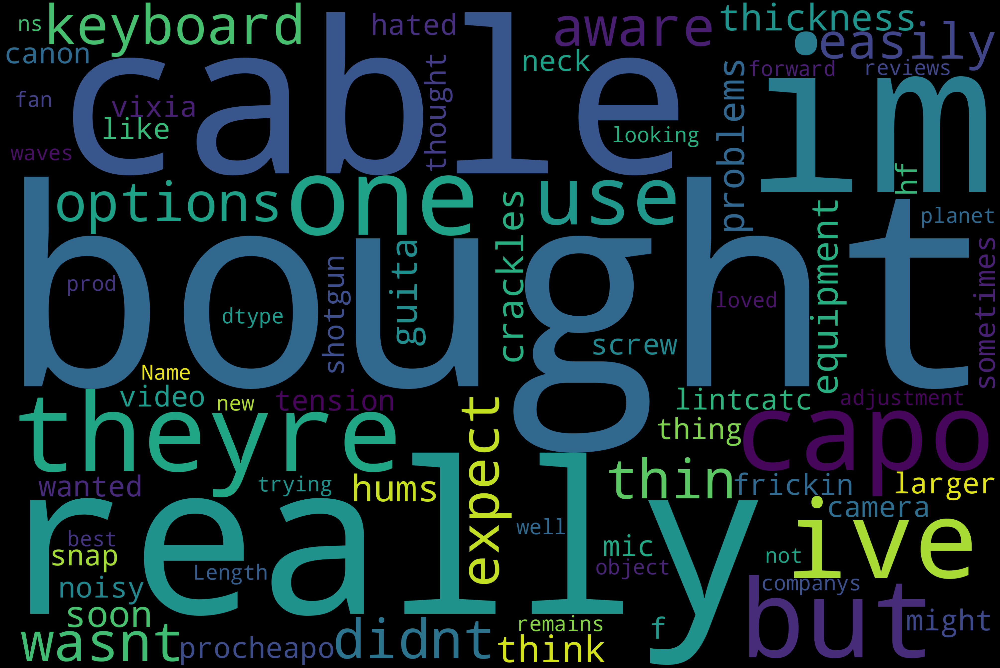 ns
keyboard
hated
aware
thickness
canon
neck
easily
cable
im
thought
problems
forward
reviews
fan
vixia
like
looking
waves
hf
options
one
use
crackles
equipment
planet
bought
guita
shotgun
sometimes
prod
dtype
loved
screw
Name
video
new
tension
lintcatc
adjustment
theyre
expect
thing
capo
wanted
trying
hums
thin
frickin
larger
really
camera
ive
best
snap
well
mic
object
not
Length
noisy
companys
but
soon
wasnt
procheapo
didnt
remains
think
f
might